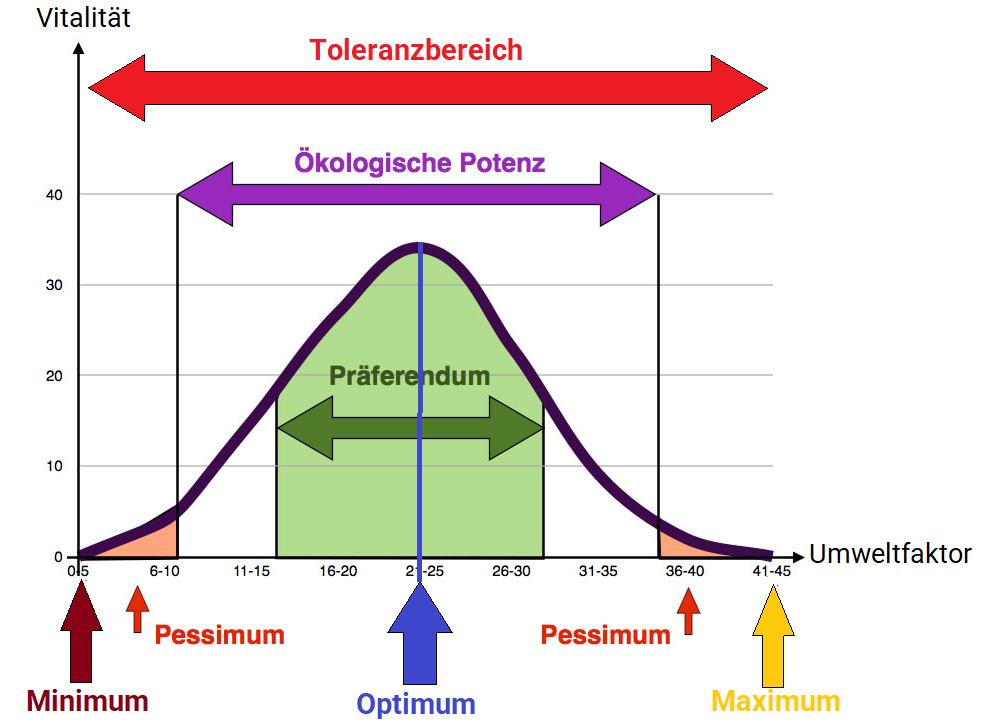 Vitalität
Toleranzbereich
Ökologische Potenz
40
30
20
Präferendum
10
0
Umweltfaktor
0-5 6-10 11-15 16-20 21-25 26-30 31-35 36-40 41-45
Pessimum Pessimum
Minimum Optimum Maximum